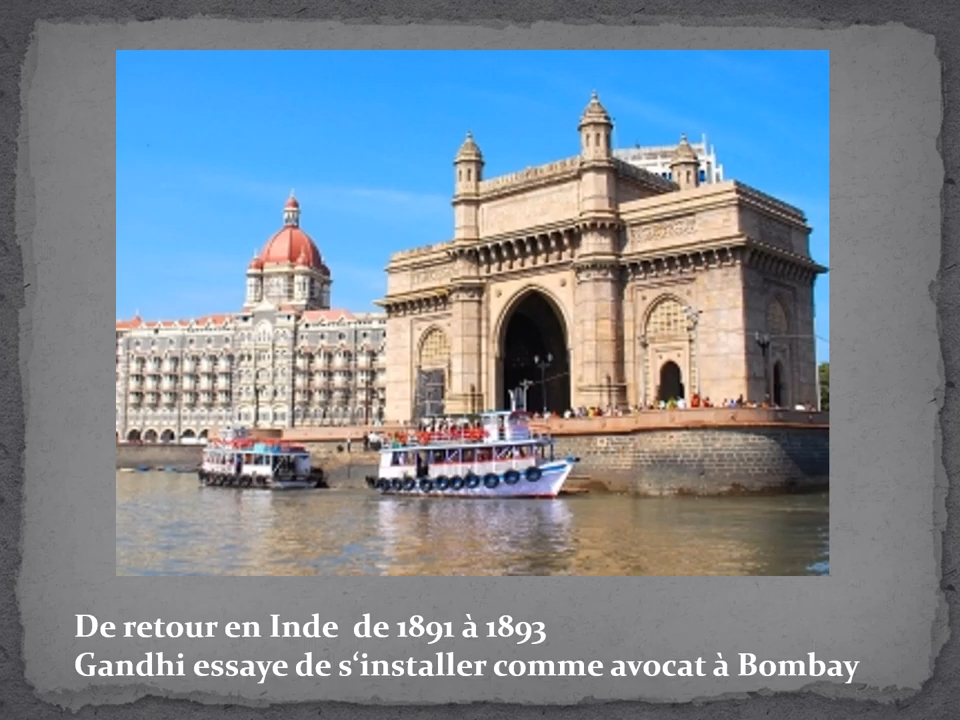 De retour en Inde  de 1891 à 1893
Gandhi essaye de s‘installer comme avocat à Bombay